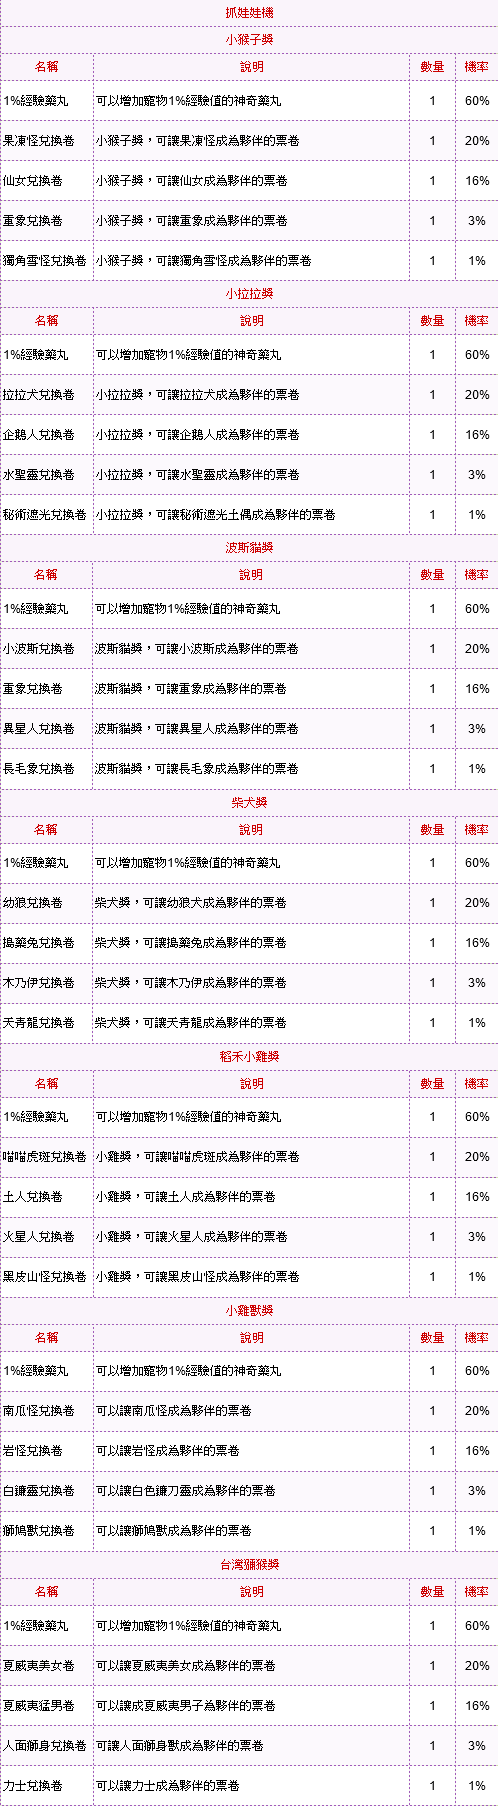 抓娃娃機
小猴子獎
名稱 說明 數量 機率
1%經驗藥丸 可以增加寵物1%經驗值的神奇藥丸 1 60%
果凍怪兌換卷 小猴子獎，可讓果凍怪成為夥伴的票卷 1 20%
仙女兌換卷 小猴子獎，可讓仙女成為夥伴的票卷 1 16%
重象兌換卷 小猴子獎，可讓重象成為夥伴的票卷 1 3%
獨角雪怪兌換卷 小猴子獎，可讓獨角雪怪成為夥伴的票卷 1 1%
小拉拉獎
名稱 說明 數量 機率
1%經驗藥丸 可以增加寵物1%經驗值的神奇藥丸 1 60%
拉拉犬兌換卷 小拉拉獎，可讓拉拉犬成為夥伴的票卷 1 20%
企鵝人兌換卷 小拉拉獎，可讓企鵝人成為夥伴的票卷 1 16%
水聖靈兌換卷 小拉拉獎，可讓水聖靈成為夥伴的票卷 1 3%
秘術遮光兌換卷 小拉拉獎，可讓秘術遮光土偶成為夥伴的票卷 1 1%
波斯貓獎
名稱 說明 數量 機率
1%經驗藥丸 可以增加寵物1%經驗值的神奇藥丸 1 60%
小波斯兌換卷 波斯貓獎，可讓小波斯成為夥伴的票卷 1 20%
重象兌換卷 波斯貓獎，可讓重象成為夥伴的票卷 1 16%
異星人兌換卷 波斯貓獎，可讓異星人成為夥伴的票卷 1 3%
長毛象兌換卷 波斯貓獎，可讓長毛象成為夥伴的票卷 1 1%
柴犬獎
名稱 說明 數量 機率
1%經驗藥丸 可以增加寵物1%經驗值的神奇藥丸 1 60%
幼狼兌換卷 柴犬獎，可讓幼狼犬成為夥伴的票卷 1 20%
搗藥兔兌換卷 柴犬獎，可讓搗藥兔成為夥伴的票卷 1 16%
木乃伊兌換卷 柴犬獎，可讓木乃伊成為夥伴的票卷 1 3%
天青龍兌換卷 柴犬獎，可讓天青龍成為夥伴的票卷 1 1%
稻禾小雞獎
名稱 說明 數量 機率
1%經驗藥丸 可以增加寵物1%經驗值的神奇藥丸 1 60%
喵喵虎斑兌換卷 小雞獎，可讓喵喵虎斑成為夥伴的票卷 1 20%
土人兌換卷 小雞獎，可讓土人成為夥伴的票卷 1 16%
火星人兌換卷 小雞獎，可讓火星人成為夥伴的票卷 1 3%
黑皮山怪兌換卷 小雞獎，可讓黑皮山怪成為夥伴的票卷 1 1%
小雞獸獎
名稱 說明 數量 機率
1%經驗藥丸 可以增加寵物1%經驗值的神奇藥丸 1 60%
南瓜怪兌換卷 可以讓南瓜怪成為夥伴的票卷 1 20%
岩怪兌換卷 可以讓岩怪成為夥伴的票卷 1 16%
白鐮靈兌換卷 可以讓白色鐮刀靈成為夥伴的票卷 1 3%
獅鳩獸兌換卷 可以讓獅鳩獸成為夥伴的票卷 1 1%
台灣獼猴獎
名稱 說明 數量 機率
1%經驗藥丸 可以增加寵物1%經驗值的神奇藥丸 1 60%
夏威夷美女卷 可以讓夏威夷美女成為夥伴的票卷 1 20%
夏威夷猛男卷 可以讓成夏威夷男子為夥伴的票卷 1 16%
人面獅身兌換卷 可讓人面獅身獸成為夥伴的票卷 1 3%
力士兌換卷 可以讓力士成為夥伴的票卷 1 1%